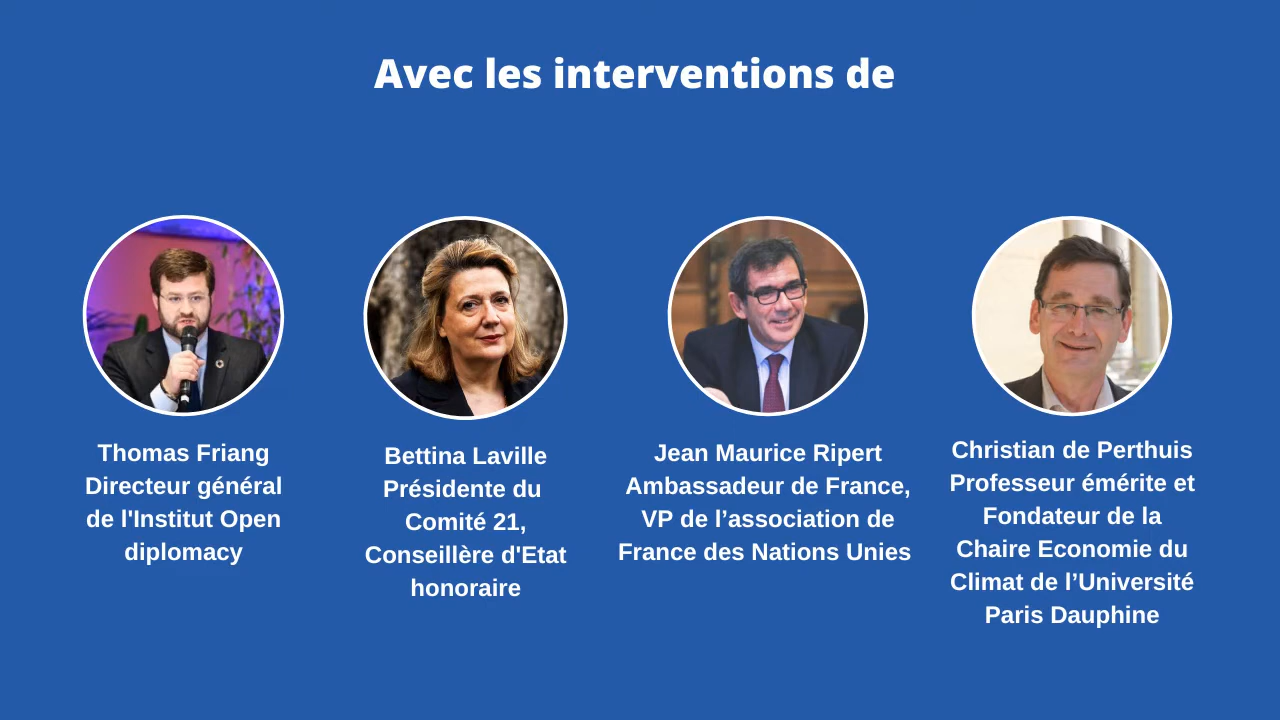 Avec les interventions de
Thomas Friang
Directeur général
de l'Institut Open
diplomacy
Bettina Laville
Présidente du
Comité 21,
Conseillère d'Etat
honoraire
Jean Maurice Ripert
Ambassadeur de France,
VP de l’association de
France des Nations Unies
Christian de Perthuis
Professeur émérite et
Fondateur de la
Chaire Economie du
Climat de l’Université
Paris Dauphine